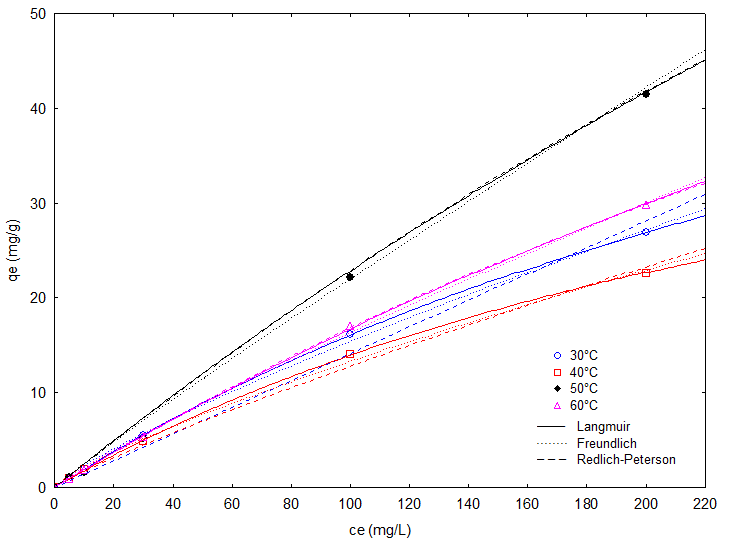 50
40
30
20
10
0
qe (mg/g)
30°C
40°C
50°C
60°C
Langmuir
Freundlich
Redlich-Peterson
0 20 40 60 80 100 120 140 160 180 200 220
ce (mg/L)